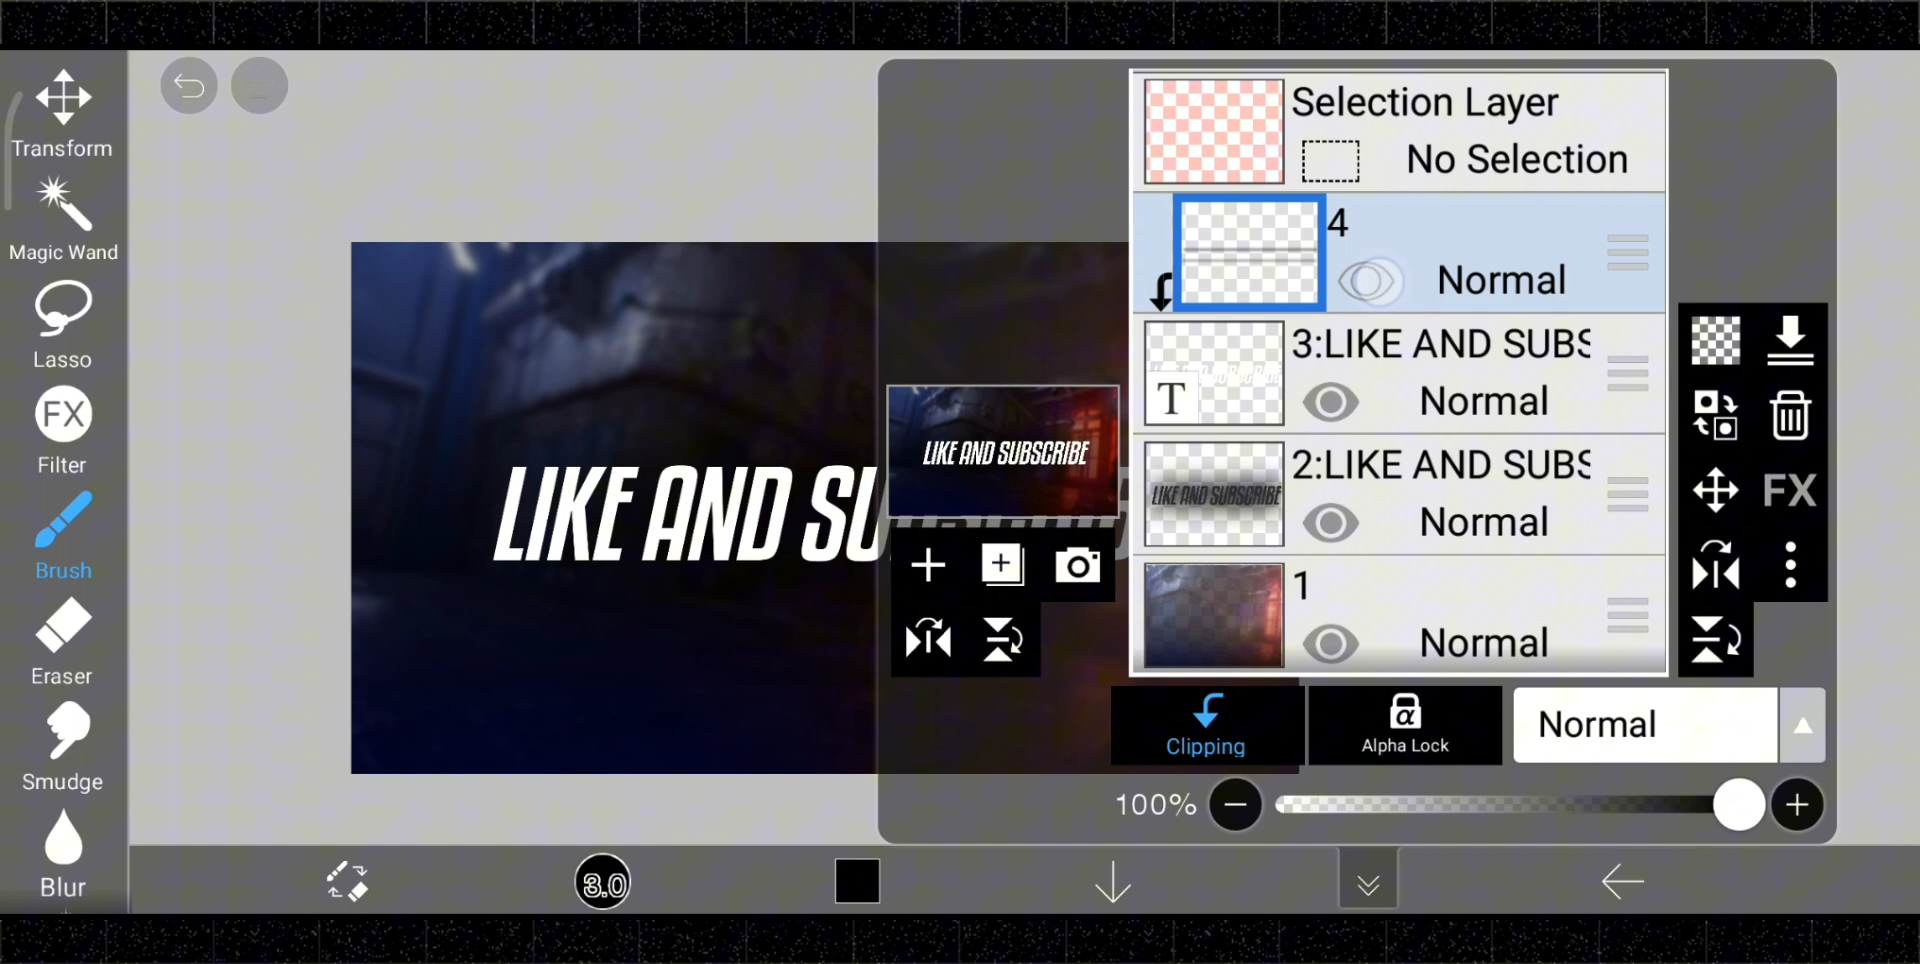 Transform
Magic Wand
Lasso
FX
Filter
Brush
Eraser
Smudge
Blur
LIKE AND SU
LIKE AND SUBSCRIBE
Selection Layer
No Selection
4
Normal
3:LIKE AND SUBS
T
Normal
2:LIKE AND SUBS
LIKE AND SUBSCRIBE
Normal
1
Normal
FX
Clipping
α
Alpha Lock
Normal
100%
3.0